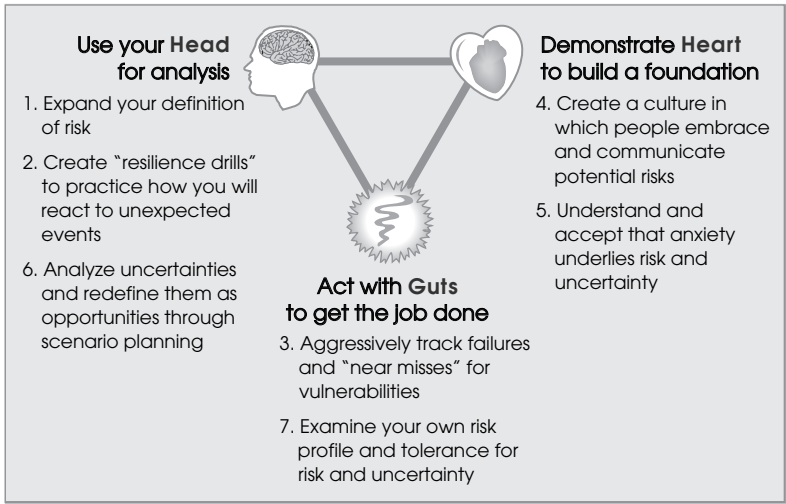 Use your Head
for analysis
1. Expand your definition
of risk
2. Create “resilience drills”
to practice how you will
react to unexpected
events
6. Analyze uncertainties
and redefine them as
opportunities through
scenario planning
Demonstrate Heart
to build a foundation
4. Create a culture in
which people embrace
and communicate
potential risks
5. Understand and
accept that anxiety
underlies risk and
uncertainty
Act with Guts
to get the job done
3. Aggressively track failures
and “near misses” for
vulnerabilities
7. Examine your own risk
profile and tolerance for
risk and uncertainty